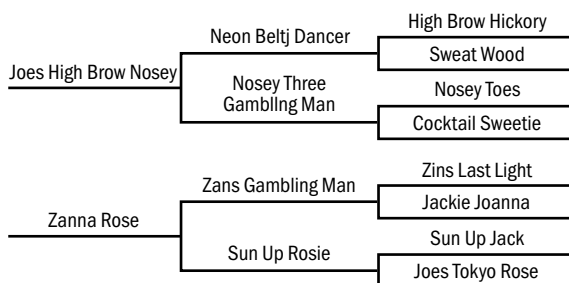 High Brow Hickory
Neon Beltj Dancer
Sweat Wood
Joes High Brow Nosey
Nosey Three
Gambllng Man
Nosey Toes
Cocktail Sweetie
Zins Last Light
Zans Gambling Man
Jackie Joanna
Zanna Rose
Sun Up Jack
Sun Up Rosie
Joes Tokyo Rose